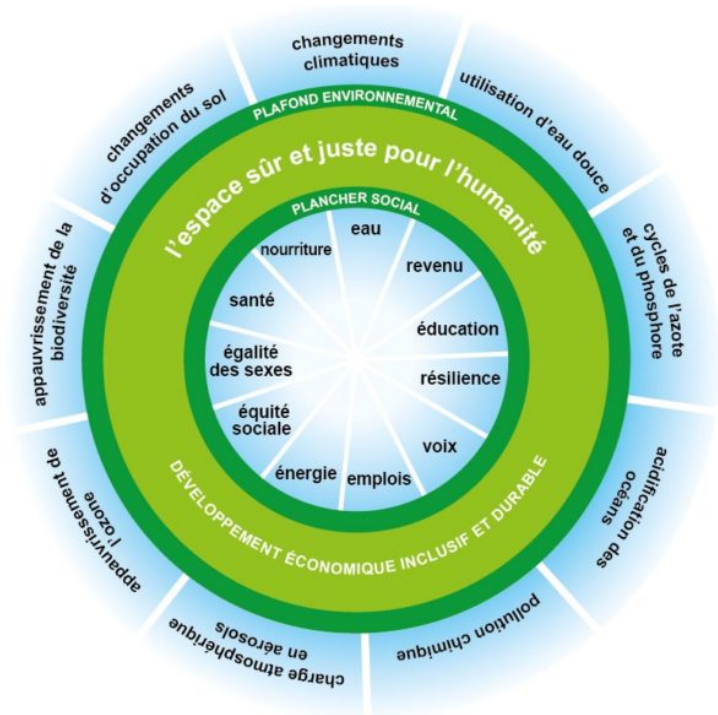 changements
climatiques
utilisation d'eau douce
cycles de l'azote
et du phosphore
acidification des
océans
pollution chimique
charge atmosphérique
en aérosols
appauvrissement de
l'ozone
appauvrissement de la
biodiversité
changements
d'occupation du sol
PLAFOND ENVIRONNEMENTAL
l'espace sûr et juste pour l'humanité
PLANCHER SOCIAL
eau
revenu
éducation
résilience
voix
emplois
énergie
équité
sociale
égalité
des sexes
santé
nourriture
DÉVELOPPEMENT ÉCONOMIQUE INCLUSIF ET DURABLE